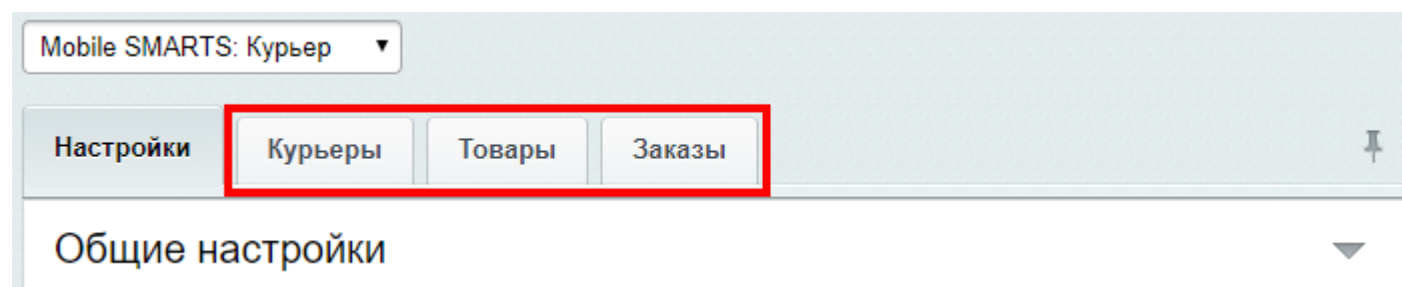 Mobile SMARTS: Курьер
Настройки Курьеры Товары Заказы
Общие настройки